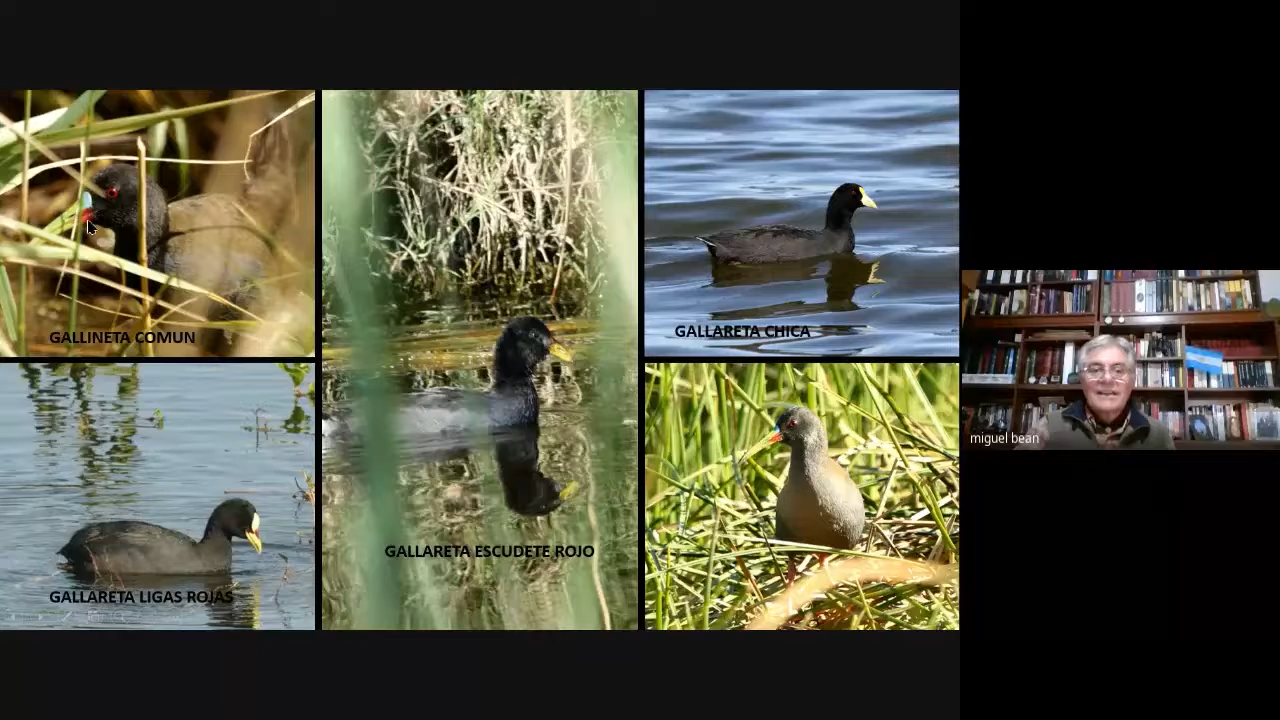 GALLINETA COMUN
GALLARETA CHICA
GALLARETA ESCUDETE ROJO
GALLARETA LIGAS ROJAS
miguel bean